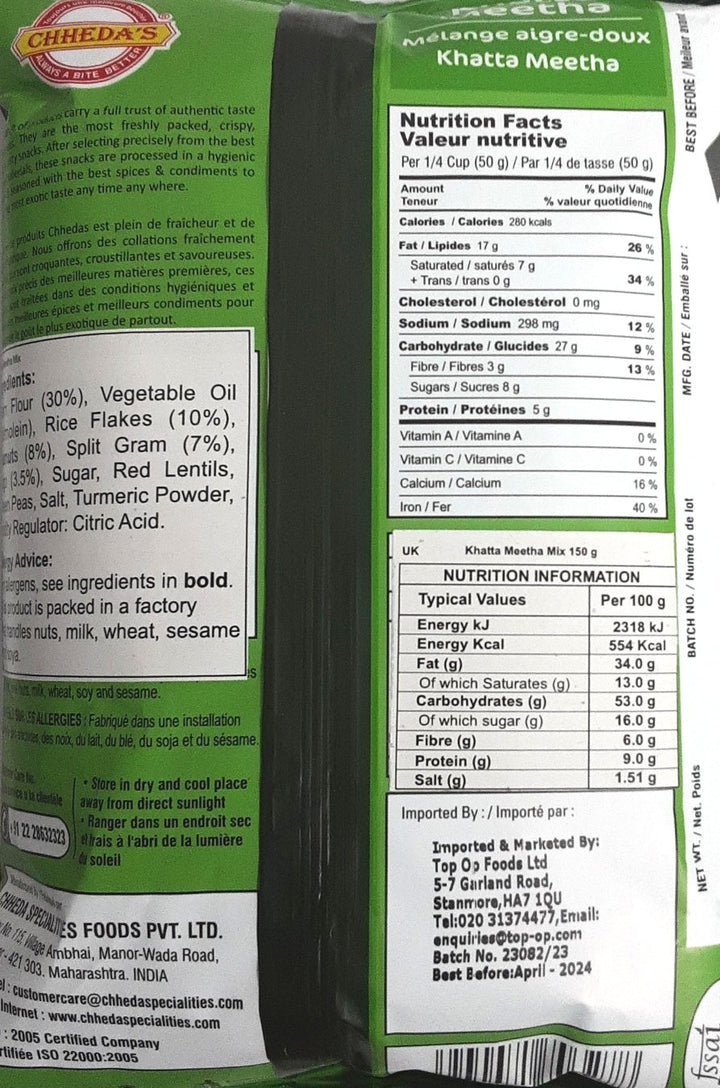 CHHEDA'S
ALWAYS A BITE BETTER
carry a full trust of authentic taste
They are the most freshly packed, crispy,
snacks. After selecting precisely from the best
these snacks are processed in a hygienic
seasoned with the best spices & condiments to
most exotic taste any time any where.
produits Chhedas est plein de fraîcheur et de
Nous offrons des collations fraîchement
sont croquantes, croustillantes et savoureuses.
précis des meilleures matières premières, ces
traitées dans des conditions hygiéniques et
meilleures épices et meilleurs condiments pour
goût le plus exotique de partout.
Mix
Flour (30%), Vegetable Oil
Rice Flakes (10%),
(8%), Split Gram (7%),
(3.5%), Sugar, Red Lentils,
Peas, Salt, Turmeric Powder,
Regulator: Citric Acid.
Advice:
see ingredients in bold.
product is packed in a factory
handles nuts, milk, wheat, sesame
milk, wheat, soy and sesame.
ALLERGIES : Fabriqué dans une installation
des noix, du lait, du blé, du soja et du sésame.
à la clientèle
+91 22 28632323
• Store in dry and cool place
away from direct sunlight
• Ranger dans un endroit sec
et frais à l'abri de la lumière
du soleil
CHHEDA SPECIALITIES FOODS PVT. LTD.
No. 115, Village Ambhai, Manor-Wada Road,
421 303. Maharashtra. INDIA
: customercare@chhedaspecialities.com
Internet : www.chhedaspecialities.com
: 2005 Certified Company
ISO 22000:2005
meetha
Mélange aigre-doux
Khatta Meetha
Nutrition Facts
Valeur nutritive
Per 1/4 Cup (50 g) / Par 1/4 de tasse (50 g)
Amount % Daily Value
Teneur % valeur quotidienne
Calories / Calories 280 kcals
Fat / Lipides 17 g 26 %
Saturated / saturés 7 g
+ Trans / trans 0 g 34 %
Cholesterol / Cholestérol 0 mg
Sodium / Sodium 298 mg 12 %
Carbohydrate / Glucides 27 g 9 %
Fibre / Fibres 3 g 13 %
Sugars / Sucres 8 g
Protein / Protéines 5 g
Vitamin A / Vitamine A 0 %
Vitamin C / Vitamine C 0 %
Calcium / Calcium 16 %
Iron / Fer 40 %
UK Khatta Meetha Mix 150 g
NUTRITION INFORMATION
Typical Values Per 100 g
Energy kJ 2318 kJ
Energy Kcal 554 Kcal
Fat (g) 34.0 g
Of which Saturates (g) 13.0 g
Carbohydrates (g) 53.0 g
Of which sugar (g) 16.0 g
Fibre (g) 6.0 g
Protein (g) 9.0 g
Salt (g) 1.51 g
Imported By : / Importé par :
Imported & Marketed By:
Top Op Foods Ltd
5-7 Garland Road,
Stanmore, HA7 1QU
Tel:020 31374477, Email:
enquiries@top-op.com
Batch No. 23082/23
Best Before:April - 2024
BEST BEFORE / Meilleur avant
MFG. DATE / Emballé sur :
BATCH NO. / Numéro de lot
NET WT. / Net. Poids
fssai